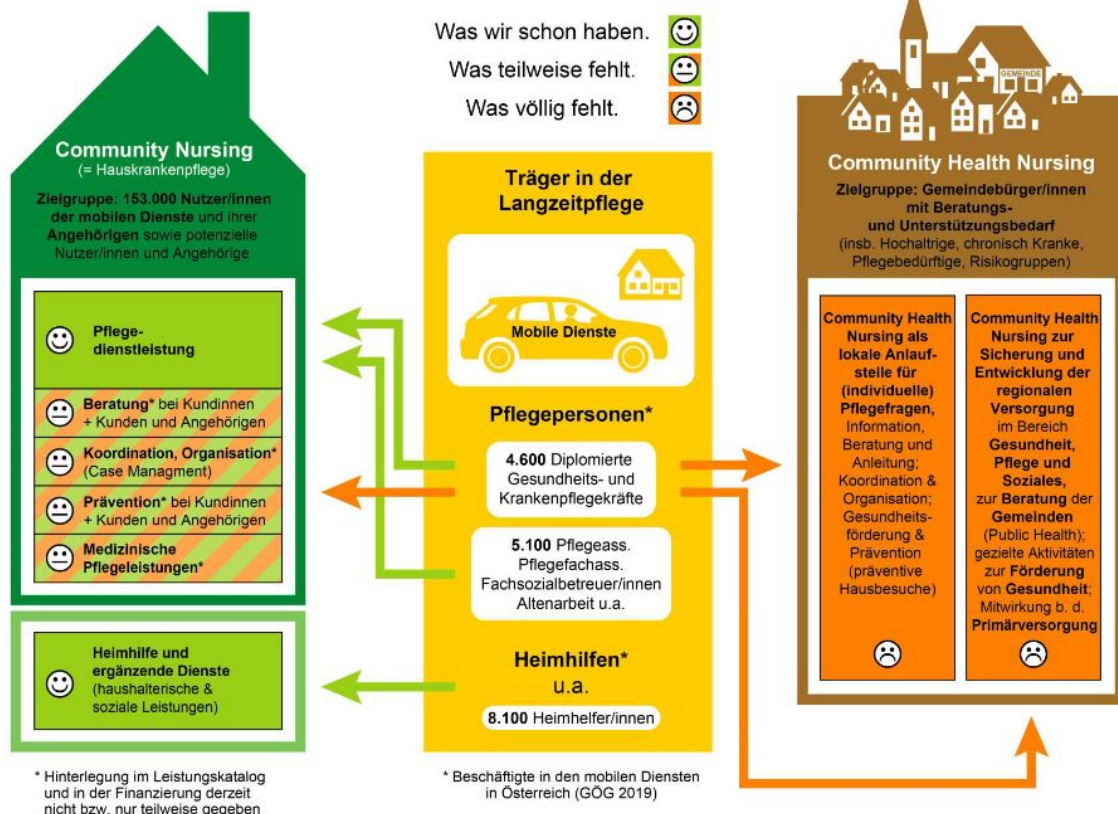 Was wir schon haben.
Was teilweise fehlt.
Was völlig fehlt.
Community Nursing
(= Hauskrankenpflege)
Zielgruppe: 153.000 Nutzer/innen
der mobilen Dienste und ihrer
Angehörigen sowie potenzielle
Nutzer/innen und Angehörige
Pflege-
dienstleistung
Beratung* bei Kundinnen
+ Kunden und Angehörigen
Koordination, Organisation*
(Case Managment)
Prävention* bei Kundinnen
+ Kunden und Angehörigen
Medizinische
Pflegeleistungen*
Heimhilfe und
ergänzende Dienste
(haushalterische &
soziale Leistungen)
* Hinterlegung im Leistungskatalog
und in der Finanzierung derzeit
nicht bzw. nur teilweise gegeben
Träger in der
Langzeitpflege
Mobile Dienste
Pflegepersonen*
4.600 Diplomierte
Gesundheits- und
Krankenpflegekräfte
5.100 Pflegeass.
Pflegefachass.
Fachsozialbetreuer/innen
Altenarbeit u.a.
Heimhilfen*
u.a.
8.100 Heimhelfer/innen
* Beschäftigte in den mobilen Diensten
in Österreich (GÖG 2019)
GEMEINDE
Community Health Nursing
Zielgruppe: Gemeindebürger/innen
mit Beratungs-
und Unterstützungsbedarf
(insb. Hochaltrige, chronisch Kranke,
Pflegebedürftige, Risikogruppen)
Community Health
Nursing als
lokale Anlauf-
stelle für
(individuelle)
Pflegefragen,
Information,
Beratung und
Anleitung;
Koordination &
Organisation;
Gesundheits-
förderung &
Prävention
(präventive
Hausbesuche)
Community Health
Nursing zur
Sicherung und
Entwicklung der
regionalen
Versorgung
im Bereich
Gesundheit,
Pflege und
Soziales,
zur Beratung der
Gemeinden
(Public Health);
gezielte Aktivitäten
zur Förderung
von Gesundheit;
Mitwirkung b. d.
Primärversorgung